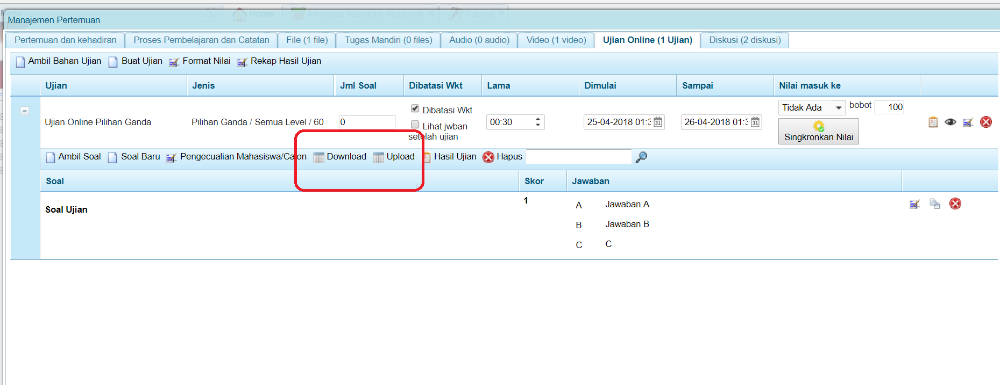 Menu
Home Informasi Kalender Akademik × Tutorial ×
Manajemen Pertemuan
Pertemuan dan kehadiran Proses Pembelajaran dan Catatan File (1 file) Tugas Mandiri (0 files) Audio (0 audio) Video (1 video) Ujian Online (1 Ujian) Diskusi (2 diskusi)
Ambil Bahan Ujian Buat Ujian Format Nilai Rekap Hasil Ujian
Ujian Jenis Jml Soal Dibatasi Wkt Lama Dimulai Sampai Nilai masuk ke
Ujian Online Pilihan Ganda Pilihan Ganda / Semua Level / 60 0
Dibatasi Wkt
Lihat jwban
setelah ujian
00:30 25-04-2018 01:3 26-04-2018 01:3
Tidak Ada bobot 100
Singkronkan Nilai
Ambil Soal Soal Baru Pengecualian Mahasiswa/Calon Download Upload Hasil Ujian Hapus
Soal Skor Jawaban
Soal Ujian 1
A Jawaban A
B Jawaban B
C C